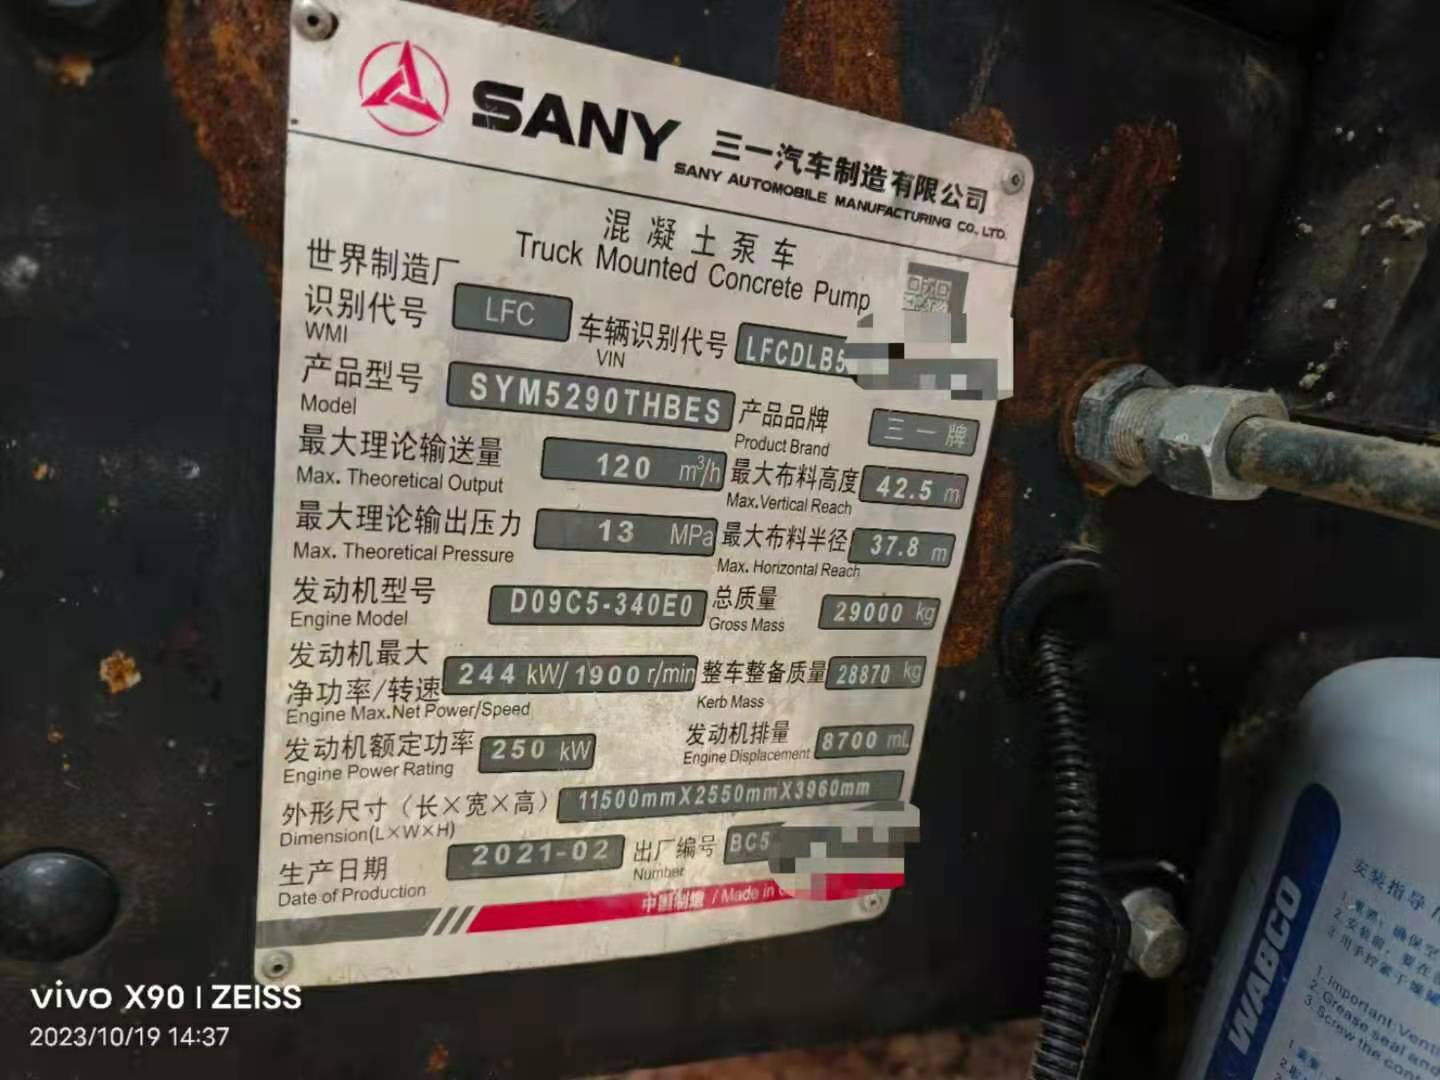 SANY 三一汽车制造有限公司
SANY AUTOMOBILE MANUFACTURING CO., LTD.
混凝土泵车
Truck Mounted Concrete Pump
世界制造厂
识别代号 LFC 车辆识别代号 LFCDLB5
WMI VIN
产品型号 SYM5290THBES 产品品牌 三一牌
Model Product Brand
最大理论输送量 120 m³/h 最大布料高度 42.5 m
Max. Theoretical Output Max.Vertical Reach
最大理论输出压力 13 MPa 最大布料半径 37.8 m
Max. Theoretical Pressure Max. Horizontal Reach
发动机型号 D09C5-340E0 总质量 29000 kg
Engine Model Gross Mass
发动机最大
净功率/转速 244 kW/ 1900 r/min 整车整备质量 28870 kg
Engine Max.Net Power/Speed Kerb Mass
发动机额定功率 250 kW 发动机排量 8700 mL
Engine Power Rating Engine Displacement
外形尺寸（长×宽×高） 11500mmX2550mmX3960mm
Dimension(L×W×H)
生产日期 2021-02 出厂编号 BC5
Date of Production Number
中国制造 / Made in
WABCO
安装指导
1.Important:
2.Grease seal and
3.Screw the
vivo X90 | ZEISS
2023/10/19 14:37